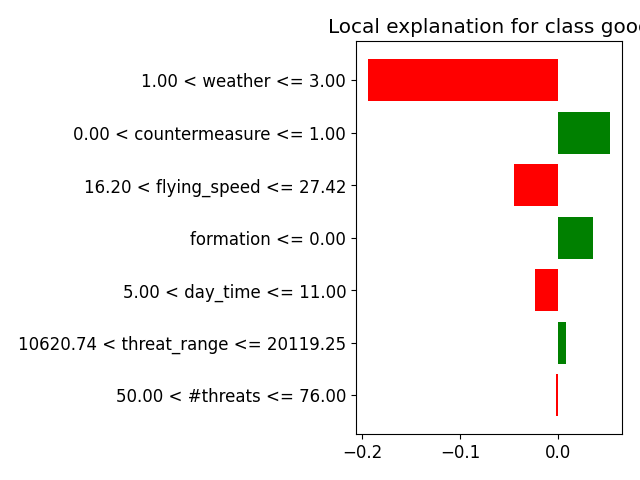 Local explanation for class goo
1.00 < weather <= 3.00
0.00 < countermeasure <= 1.00
16.20 < flying_speed <= 27.42
formation <= 0.00
5.00 < day_time <= 11.00
10620.74 < threat_range <= 20119.25
50.00 < #threats <= 76.00
−0.2 −0.1 0.0